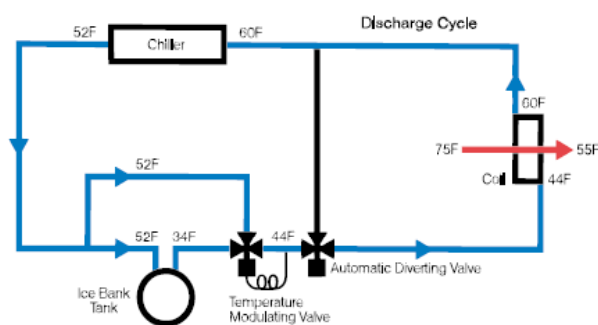 Discharge Cycle
52F
Chiller
60F
60F
75F
55F
Coil
44F
52F
52F
34F
44F
Automatic Diverting Valve
Ice Bank
Tank
Temperature
Modulating Valve